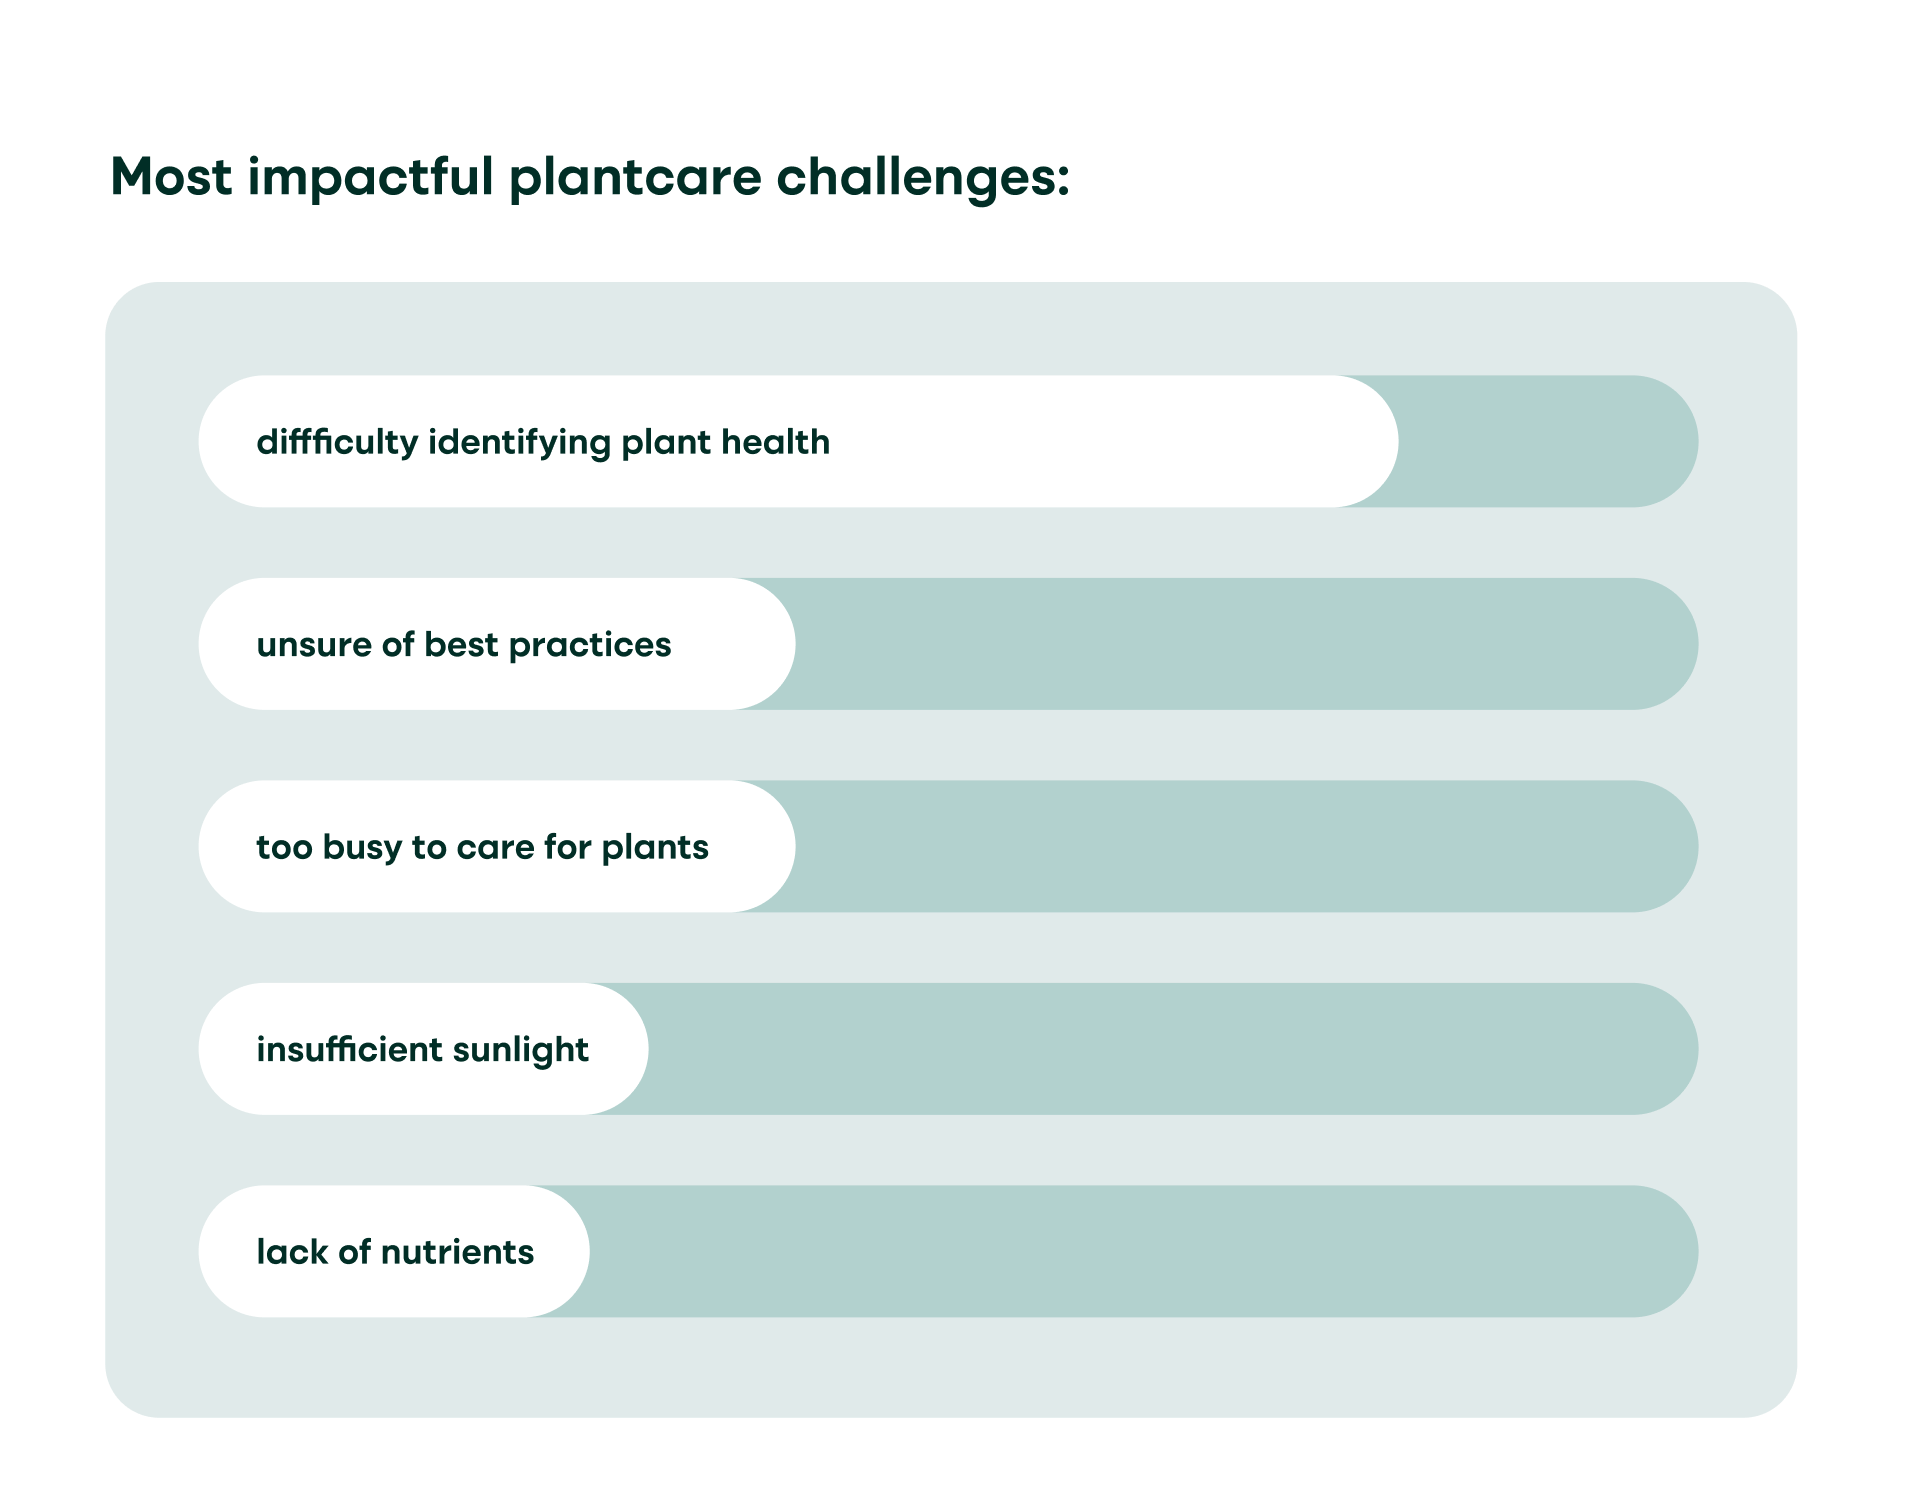 Most impactful plantcare challenges:
diffficulty identifying plant health
unsure of best practices
too busy to care for plants
insufficient sunlight
lack of nutrients